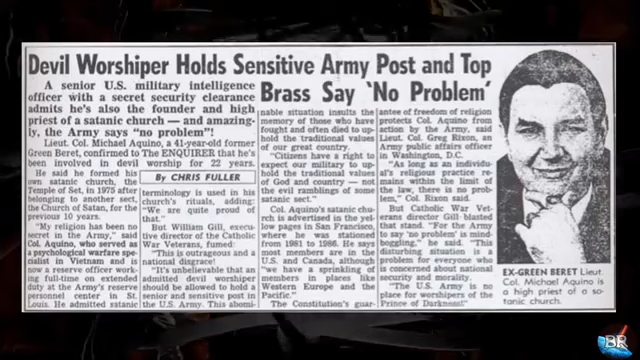 Devil Worshiper Holds Sensitive Army Post and Top
Brass Say 'No Problem'
A senior U.S. military intelligence
officer with a secret security clearance
admits he's also the founder and high
priest of a satanic church — and amazing-
ly, the Army says "no problem"!
Lieut. Col. Michael Aquino, a 41-year-old former
Green Beret, confirmed to The ENQUIRER that he's
been involved in devil worship for 22 years.
He said he formed his
own satanic church, the
Temple of Set, in 1975 after
belonging to another sect,
the Church of Satan, for the
previous 10 years.
"My religion has been no
secret in the Army," said
Col. Aquino, who served as
a psychological warfare spe-
cialist in Vietnam and is
now a reserve officer work-
ing full-time on extended
duty at the Army's reserve
personnel center in St.
Louis. He admitted satanic
By CHRIS FULLER
terminology is used in his
church's rituals, adding:
"We are quite proud of
that."
But William Gill, exec-
utive director of the Catholic
War Veterans, fumed:
"This is outrageous and a
national disgrace!
"It's unbelievable that an
admitted devil worshiper
should be allowed to hold a
senior and sensitive post in
the U.S. Army. This abomi-
nable situation insults the
memory of those who have
fought and often died to up-
hold the traditional values
of our great country.
"Citizens have a right to
expect our military to up-
hold the traditional values
of God and country — not
the evil ramblings of some
satanic sect."
Col. Aquino's satanic chu-
rch is advertised in the yel-
low pages in San Francisco,
where he was stationed
from 1981 to 1986. He says
most members are in the
U.S. and Canada, although
"we have a sprinkling of
members in places like
Western Europe and the
Pacific."
The Constitution's guar-
antee of freedom of religion
protects Col. Aquino from
action by the Army, said
Lieut. Col. Greg Rixon, an
Army public affairs officer
in Washington, D.C.
"As long as an individu-
al's religious practice re-
mains within the limit of
the law, there is no prob-
lem," Col. Rixon said.
But Catholic War Vet-
erans director Gill blasted
that stand. "For the Army
to say 'no problem' is mind-
boggling," he said. "This
disturbing situation is a
problem for everyone who
is concerned about national
security and morality.
"The U.S. Army is no
place for worshipers of the
Prince of Darkness!"
EX-GREEN BERET Lieut.
Col. Michael Aquino is
a high priest of a sa-
tanic church.
BR